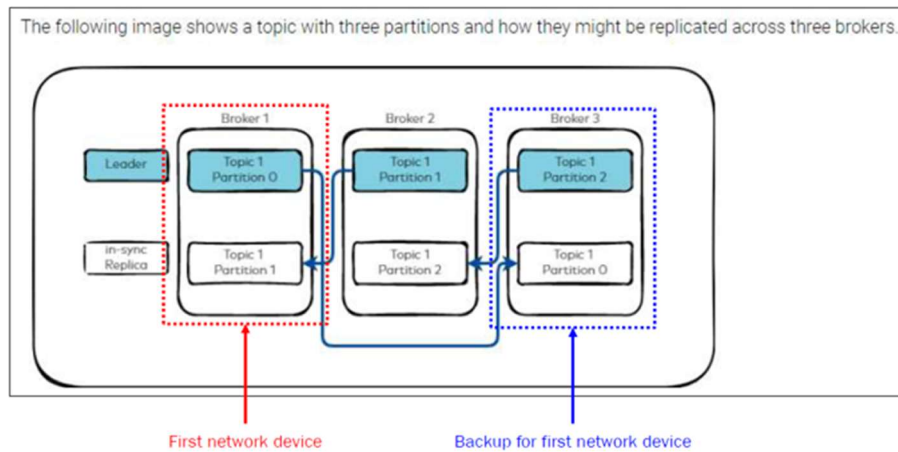 The following image shows a topic with three partitions and how they might be replicated across three brokers.
Broker 1
Broker 2
Broker 3
Leader
Topic 1
Partition 0
Topic 1
Partition 1
Topic 1
Partition 2
in-sync
Replica
Topic 1
Partition 1
Topic 1
Partition 2
Topic 1
Partition 0
First network device
Backup for first network device